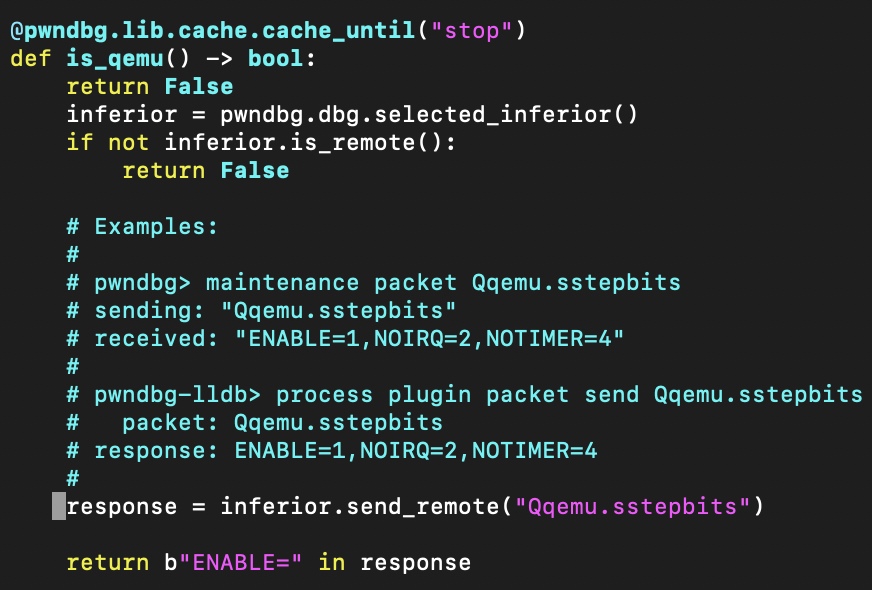 @pwndbg.lib.cache.cache_until("stop")
def is_qemu() -> bool:
    return False
    inferior = pwndbg.dbg.selected_inferior()
    if not inferior.is_remote():
        return False

    # Examples:
    #
    # pwndbg> maintenance packet Qqemu.sstepbits
    # sending: "Qqemu.sstepbits"
    # received: "ENABLE=1,NOIRQ=2,NOTIMER=4"
    #
    # pwndbg-lldb> process plugin packet send Qqemu.sstepbits
    #   packet: Qqemu.sstepbits
    # response: ENABLE=1,NOIRQ=2,NOTIMER=4
    #
    response = inferior.send_remote("Qqemu.sstepbits")

    return b"ENABLE=" in response